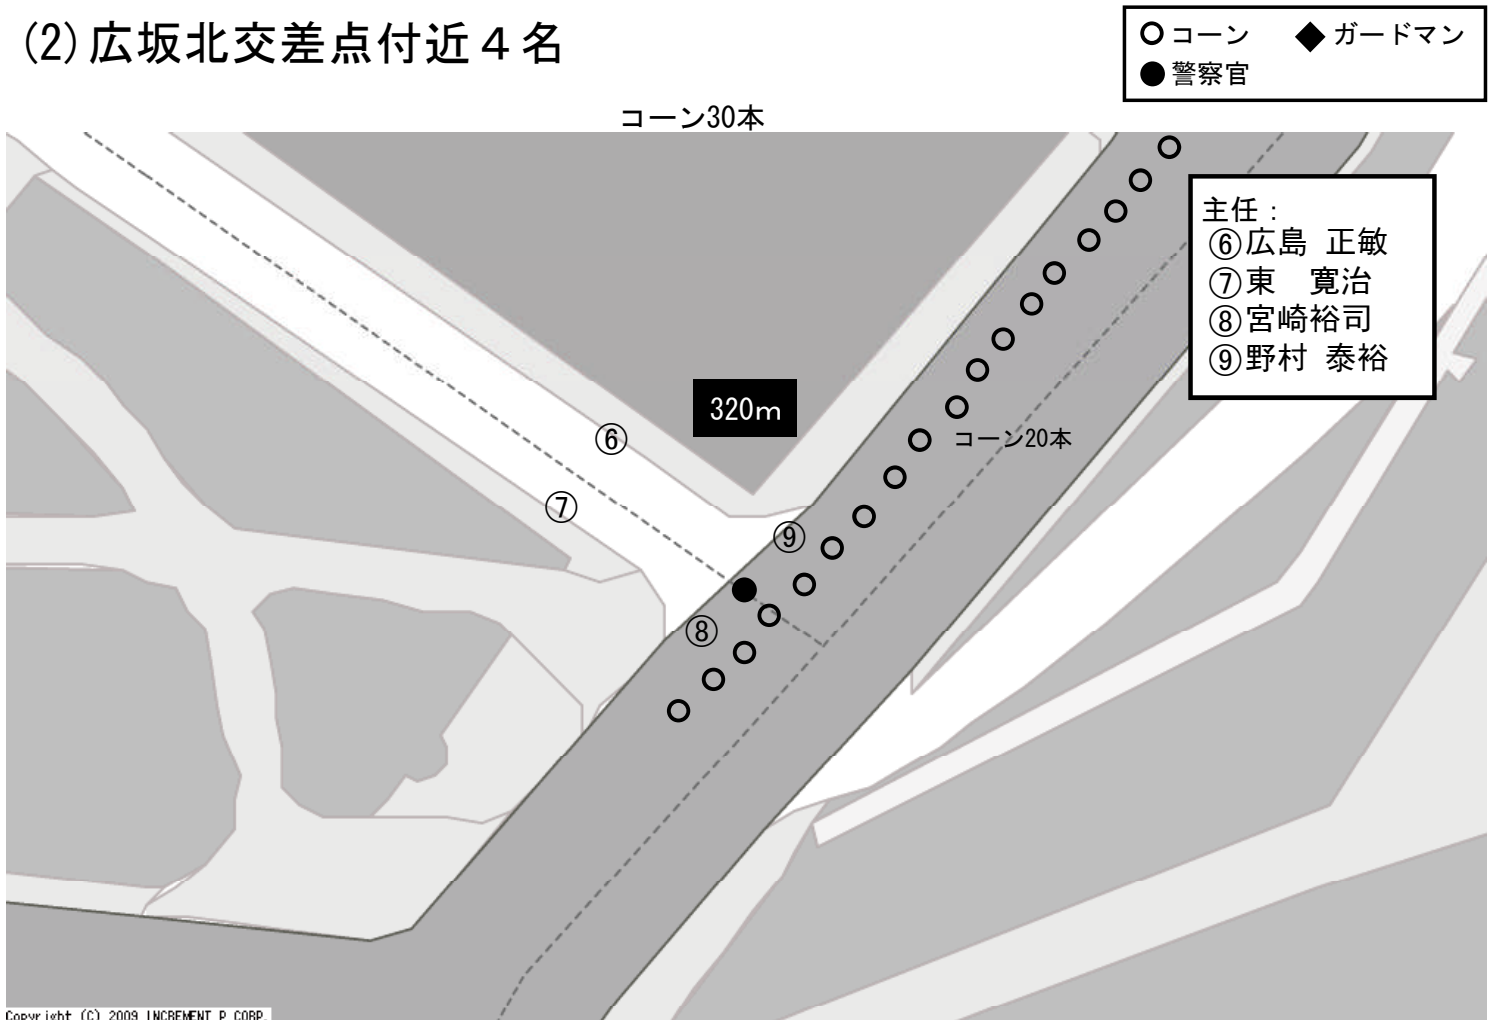 (2)広坂北交差点付近４名
○コーン　◆ガードマン
●警察官
コーン30本
主任：
⑥広島 正敏
⑦東　寛治
⑧宮崎裕司
⑨野村 泰裕
320m
⑥
コーン20本
⑦
⑨
⑧
Copyright (C) 2009 INCREMENT P CORP.